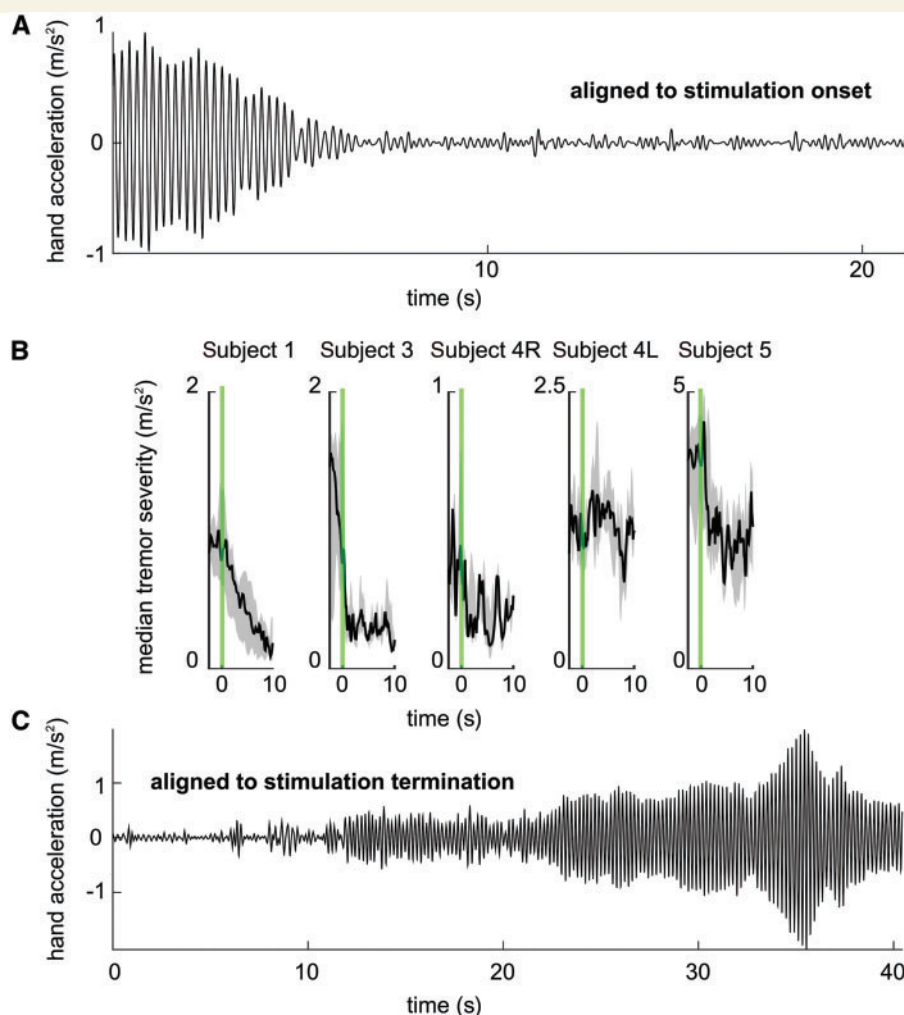 A
hand acceleration (m/s²)
1
0
-1
aligned to stimulation onset
10
20
time (s)
B
Subject 1
Subject 3
Subject 4R
Subject 4L
Subject 5
median tremor severity (m/s²)
2
2
1
2.5
5
0
0
0
0
0
0 10
0 10
0 10
0 10
0 10
time (s)
C
hand acceleration (m/s²)
aligned to stimulation termination
1
0
-1
0
10
20
30
40
time (s)